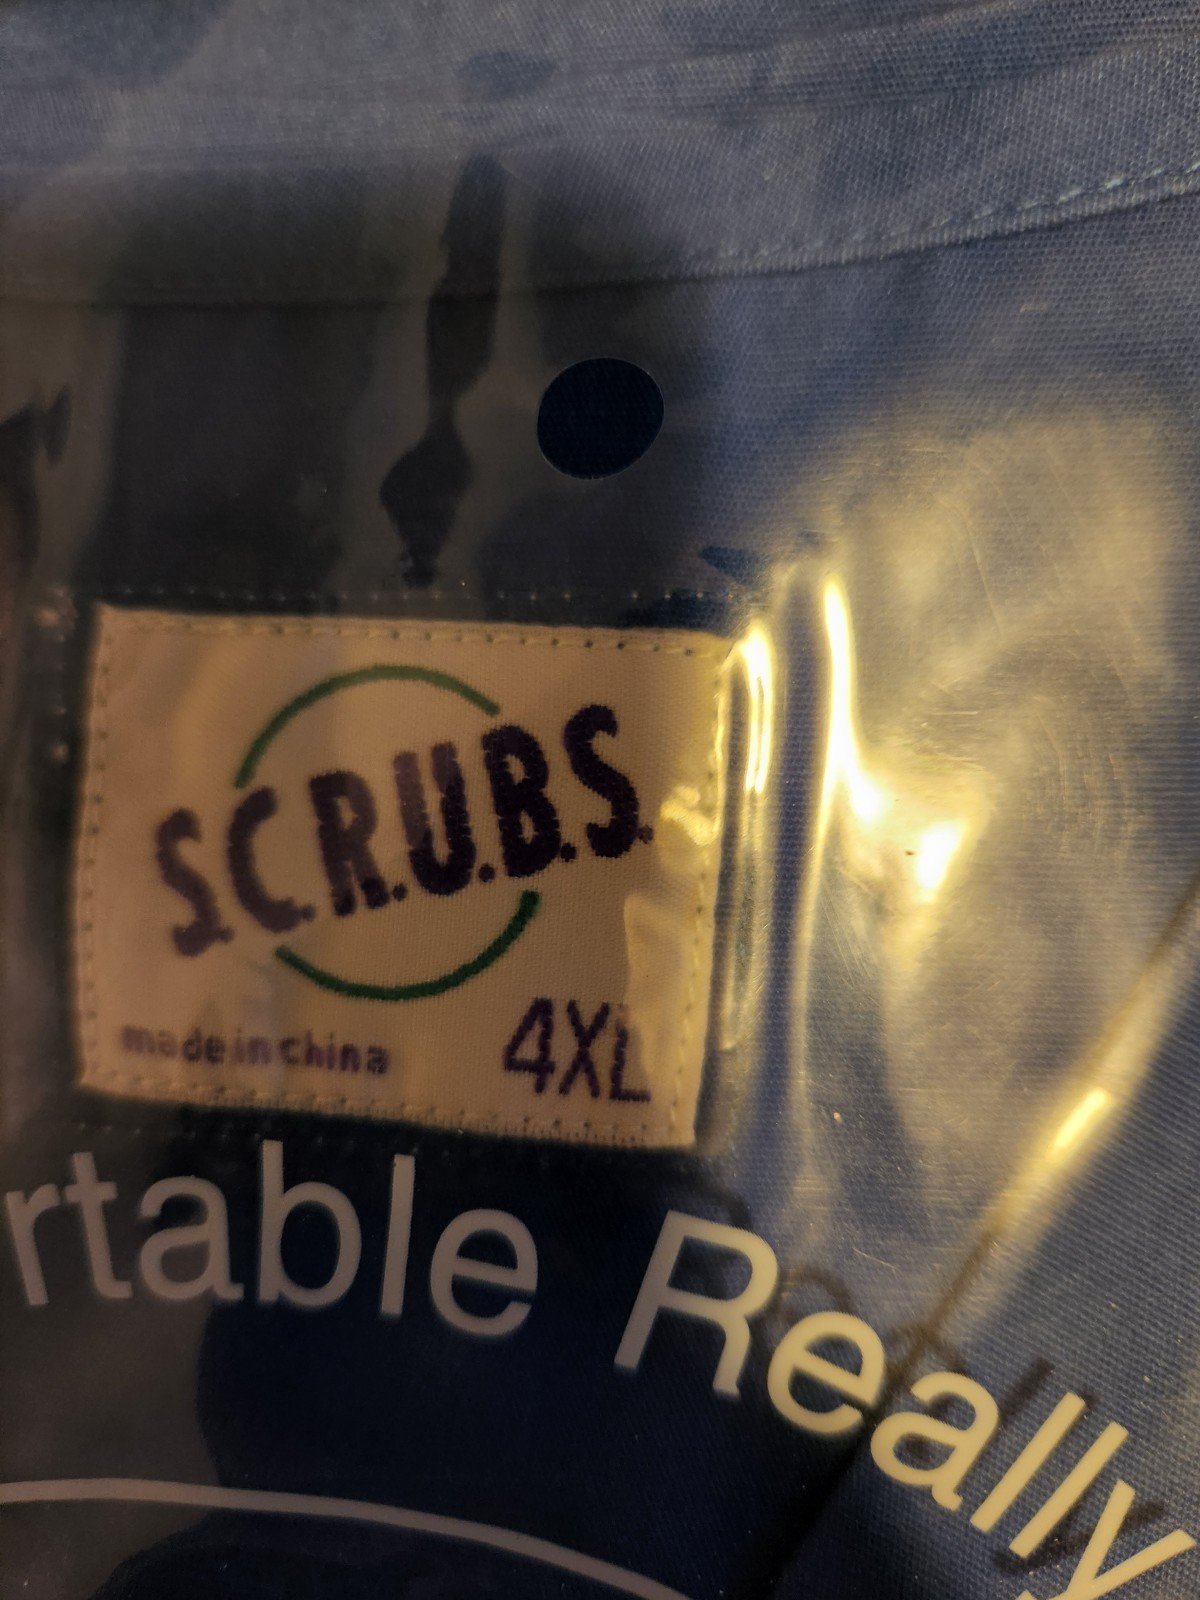 S.C.R.U.B.S.
made in china
4XL
rtable Really